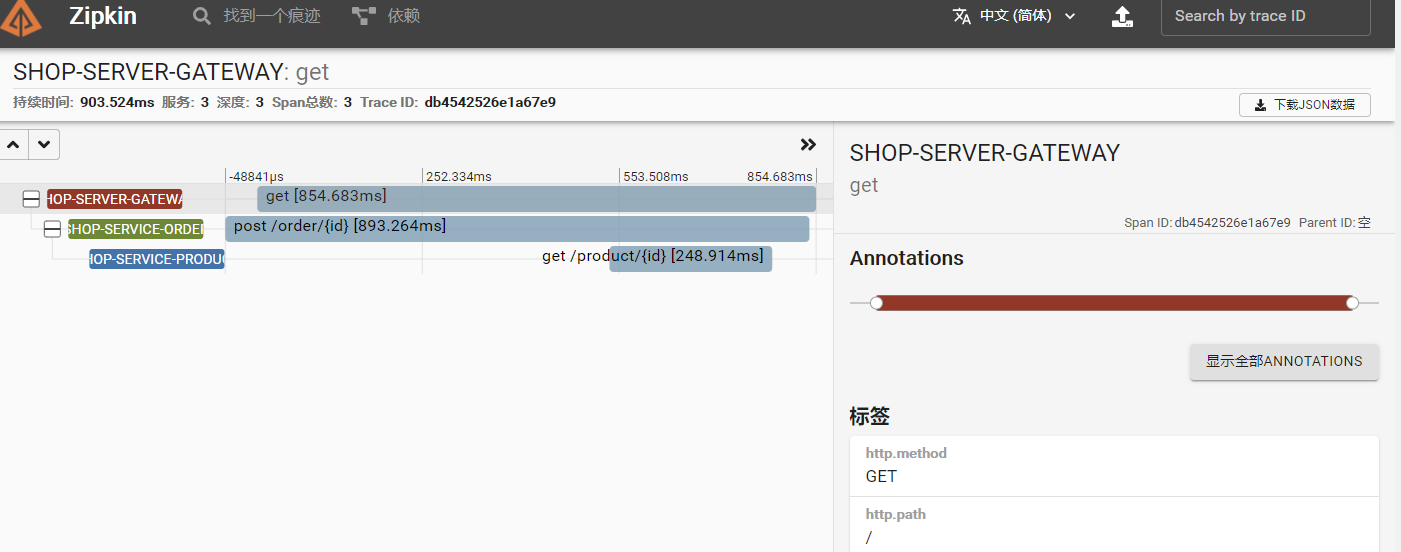 Zipkin 找到一个痕迹 依赖 中文 (简体) Search by trace ID
SHOP-SERVER-GATEWAY: get
持续时间: 903.524ms 服务: 3 深度: 3 Span总数: 3 Trace ID: db4542526e1a67e9
下载JSON数据
-48841μs 252.334ms 553.508ms 854.683ms
HOP-SERVER-GATEWA get [854.683ms]
SHOP-SERVICE-ORDER post /order/{id} [893.264ms]
HOP-SERVICE-PRODUC get /product/{id} [248.914ms]
SHOP-SERVER-GATEWAY
get
Span ID: db4542526e1a67e9 Parent ID: 空
Annotations
显示全部ANNOTATIONS
标签
http.method
GET
http.path
/